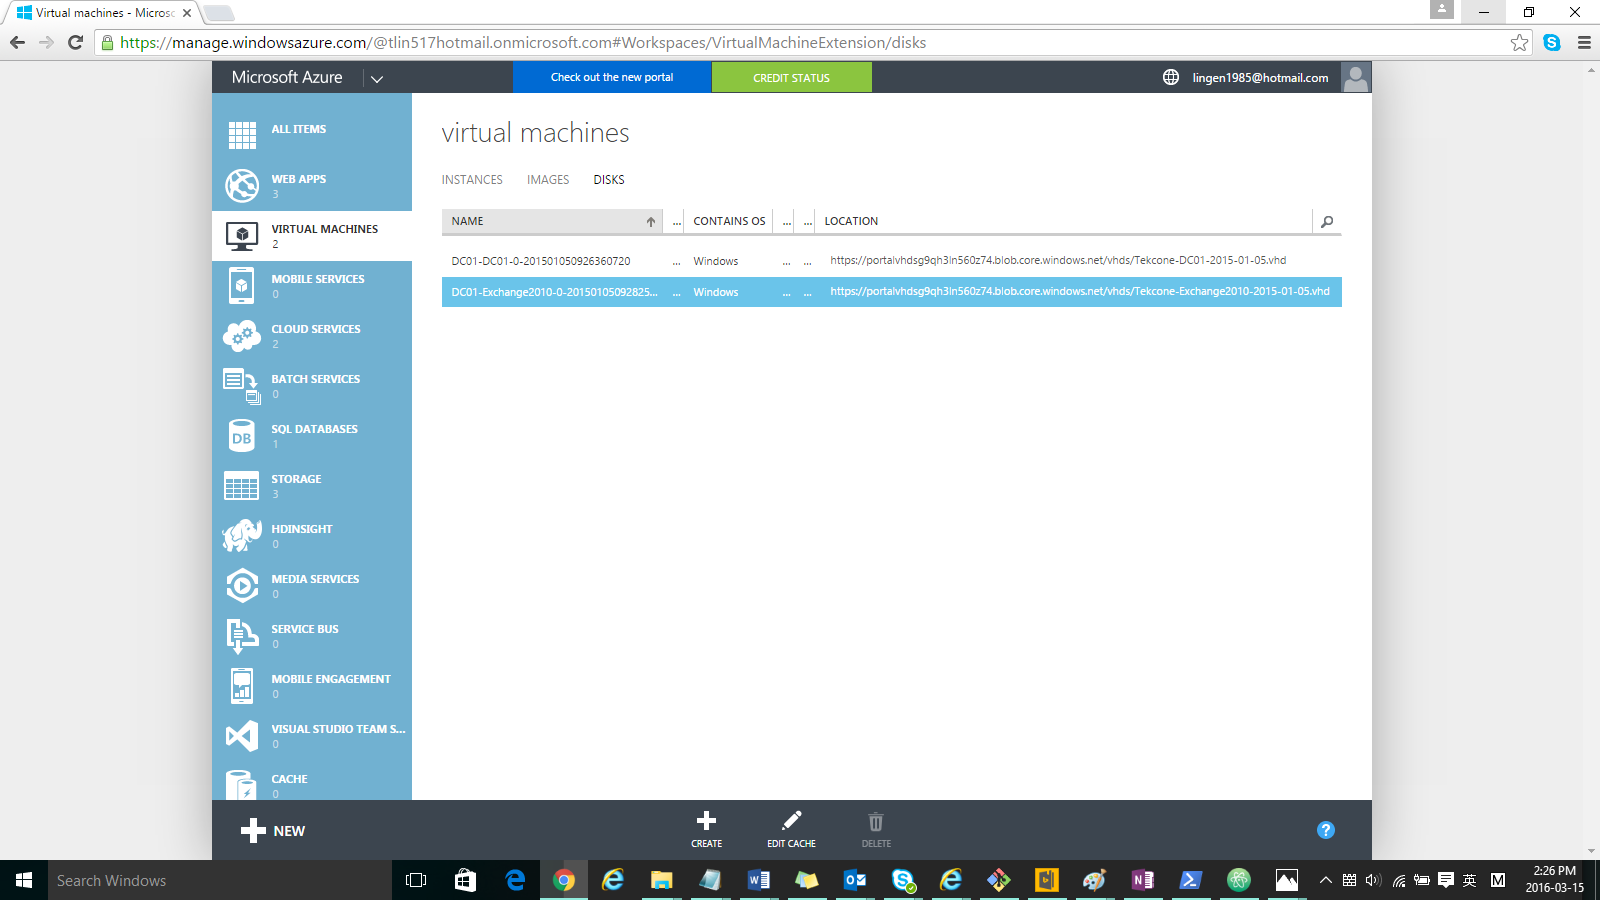 Virtual machines - Microsc
https://manage.windowsazure.com/@tlin517hotmail.onmicrosoft.com#Workspaces/VirtualMachineExtension/disks
Microsoft Azure
Check out the new portal
CREDIT STATUS
lingen1985@hotmail.com
ALL ITEMS
WEB APPS
3
VIRTUAL MACHINES
2
MOBILE SERVICES
0
CLOUD SERVICES
2
BATCH SERVICES
0
SQL DATABASES
1
STORAGE
3
HDINSIGHT
0
MEDIA SERVICES
0
SERVICE BUS
0
MOBILE ENGAGEMENT
0
VISUAL STUDIO TEAM S...
0
CACHE
0
virtual machines
INSTANCES IMAGES DISKS
NAME ... CONTAINS OS ... ... LOCATION
DC01-DC01-0-201501050926360720 ... Windows ... ... https://portalvhdsg9qh3ln560z74.blob.core.windows.net/vhds/Tekcone-DC01-2015-01-05.vhd
DC01-Exchange2010-0-20150105092825... ... Windows ... ... https://portalvhdsg9qh3ln560z74.blob.core.windows.net/vhds/Tekcone-Exchange2010-2015-01-05.vhd
NEW
CREATE
EDIT CACHE
DELETE
?
Search Windows
英
M
2:26 PM
2016-03-15